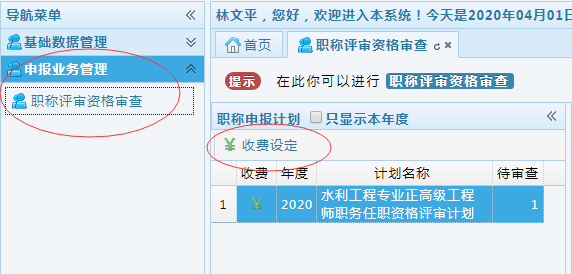 导航菜单
林文平，您好，欢迎进入本系统！今天是2020年04月01日
基础数据管理
申报业务管理
职称评审资格审查
首页
职称评审资格审查
提示 在此你可以进行 职称评审资格审查
职称申报计划 只显示本年度
¥ 收费设定
收费 年度 计划名称 待审查
1 ¥ 2020 水利工程专业正高级工程 1
师职务任职资格评审计划